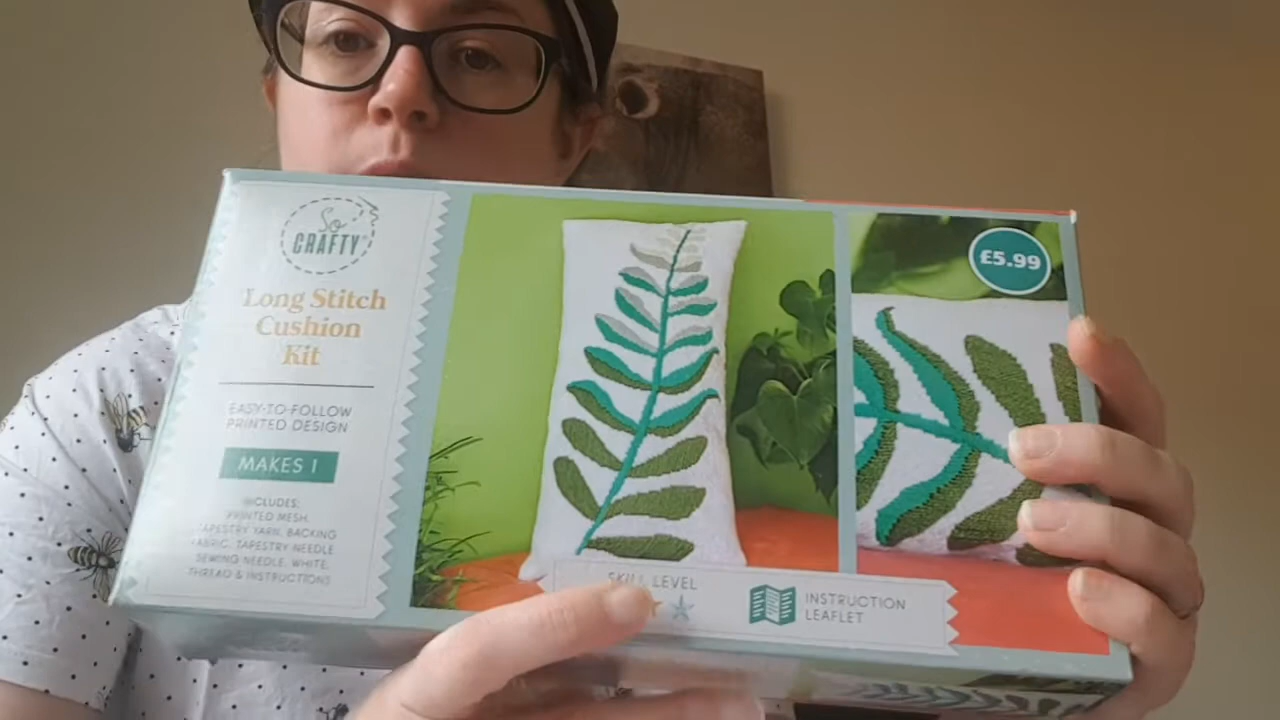 So
CRAFTY
Long Stitch
Cushion
Kit
EASY-TO-FOLLOW
PRINTED DESIGN
MAKES 1
INCLUDES:
PRINTED MESH,
TAPESTRY YARN, BACKING
FABRIC, TAPESTRY NEEDLE
SEWING NEEDLE, WHITE,
THREAD & INSTRUCTIONS
£5.99
SKILL LEVEL
INSTRUCTION
LEAFLET